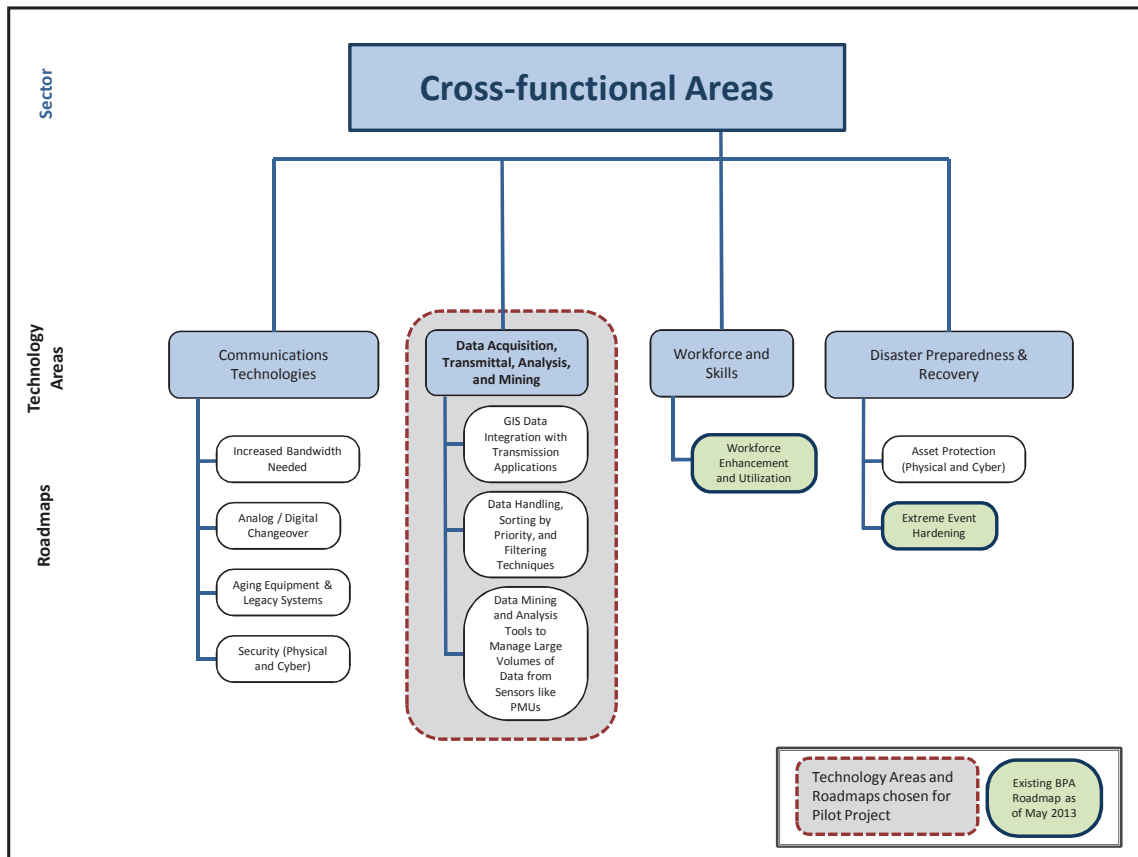 Sector
Cross-functional Areas
Technology
Areas
Communications
Technologies
Data Acquisition,
Transmittal, Analysis,
and Mining
Workforce and
Skills
Disaster Preparedness &
Recovery
Roadmaps
Increased Bandwidth
Needed
Analog / Digital
Changeover
Aging Equipment &
Legacy Systems
Security (Physical
and Cyber)
GIS Data
Integration with
Transmission
Applications
Data Handling,
Sorting by
Priority, and
Filtering
Techniques
Data Mining
and Analysis
Tools to
Manage Large
Volumes of
Data from
Sensors like
PMUs
Workforce
Enhancement
and Utilization
Asset Protection
(Physical and Cyber)
Extreme Event
Hardening
Technology Areas and
Roadmaps chosen for
Pilot Project
Existing BPA
Roadmap as
of May 2013